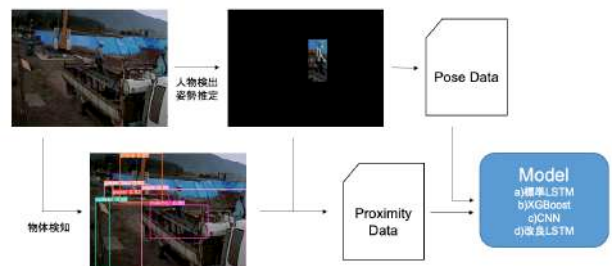 人物検出
姿勢推定
Pose Data
物体検知
Proximity
Data
Model
a)標準LSTM
b)XGBoost
c)CNN
d)改良LSTM